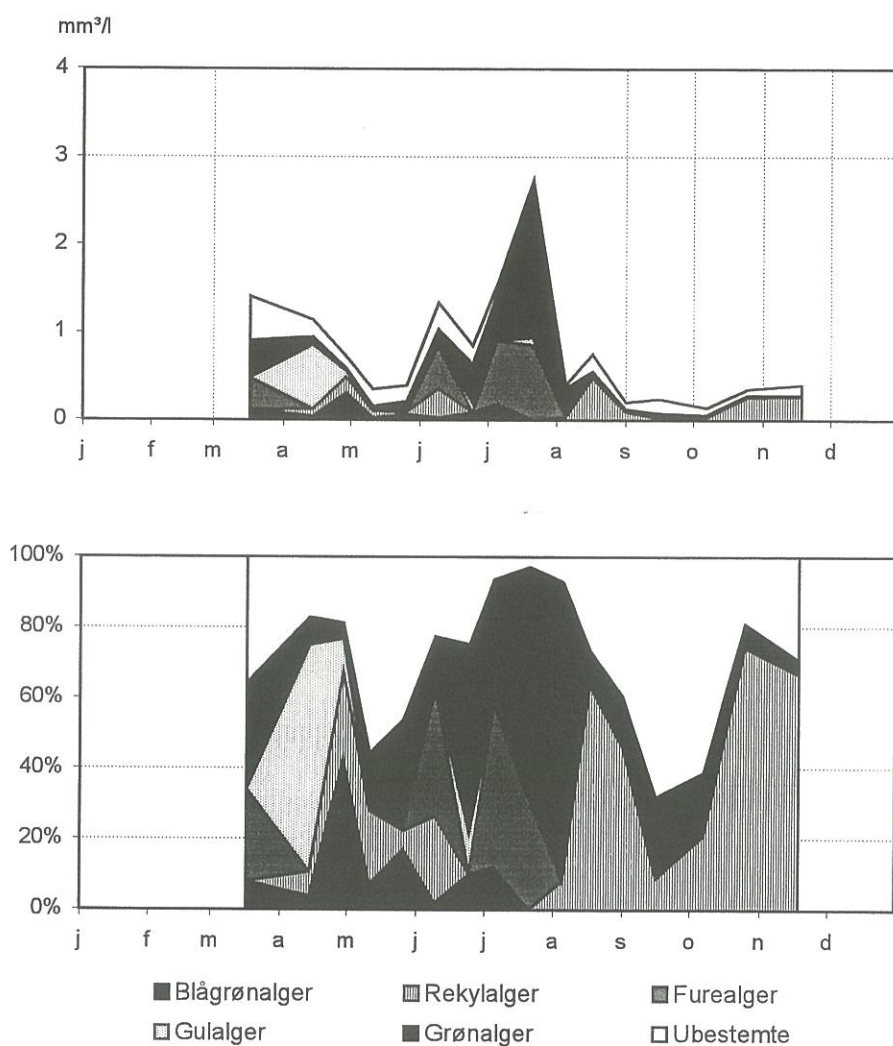 mm³/l
4
3
2
1
0
j f m a m j j a s o n d
100%
80%
60%
40%
20%
0%
j f m a m j j a s o n d
Blågrønalger Rekylalger Furealger
Gulalger Grønalger Ubestemte